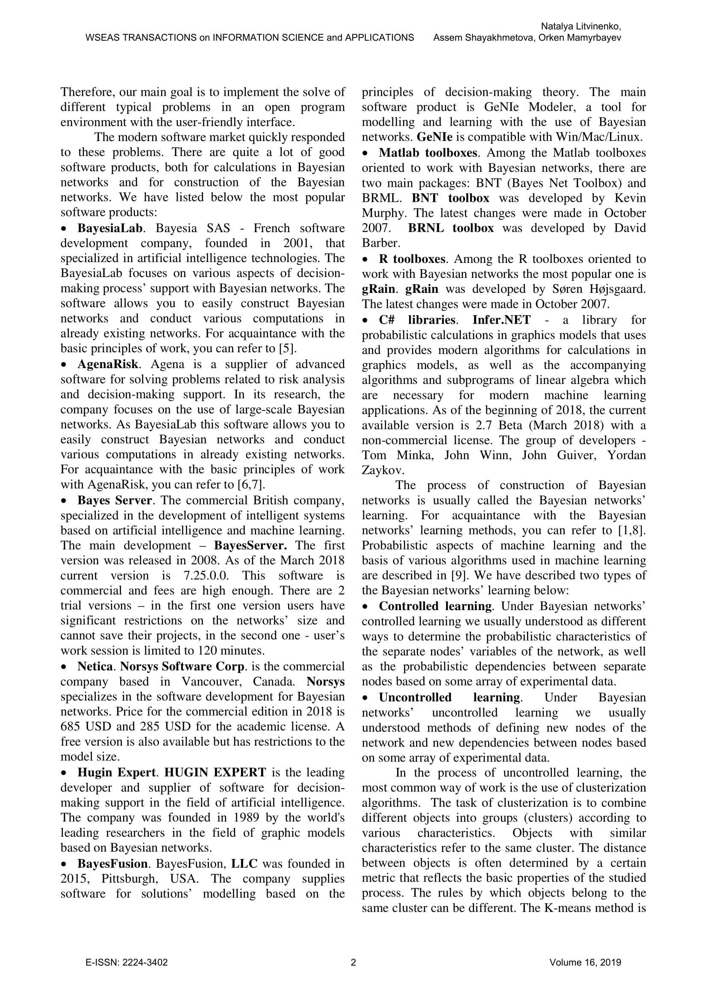 Natalya Litvinenko,
WSEAS TRANSACTIONS on INFORMATION SCIENCE and APPLICATIONS Assem Shayakhmetova, Orken Mamyrbayev
Therefore, our main goal is to implement the solve of
different typical problems in an open program
environment with the user-friendly interface.
The modern software market quickly responded
to these problems. There are quite a lot of good
software products, both for calculations in Bayesian
networks and for construction of the Bayesian
networks. We have listed below the most popular
software products:
• BayesiaLab. Bayesia SAS - French software
development company, founded in 2001, that
specialized in artificial intelligence technologies. The
BayesiaLab focuses on various aspects of decision-
making process’ support with Bayesian networks. The
software allows you to easily construct Bayesian
networks and conduct various computations in
already existing networks. For acquaintance with the
basic principles of work, you can refer to [5].
• AgenaRisk. Agena is a supplier of advanced
software for solving problems related to risk analysis
and decision-making support. In its research, the
company focuses on the use of large-scale Bayesian
networks. As BayesiaLab this software allows you to
easily construct Bayesian networks and conduct
various computations in already existing networks.
For acquaintance with the basic principles of work
with AgenaRisk, you can refer to [6,7].
• Bayes Server. The commercial British company,
specialized in the development of intelligent systems
based on artificial intelligence and machine learning.
The main development – BayesServer. The first
version was released in 2008. As of the March 2018
current version is 7.25.0.0. This software is
commercial and fees are high enough. There are 2
trial versions – in the first one version users have
significant restrictions on the networks’ size and
cannot save their projects, in the second one - user’s
work session is limited to 120 minutes.
• Netica. Norsys Software Corp. is the commercial
company based in Vancouver, Canada. Norsys
specializes in the software development for Bayesian
networks. Price for the commercial edition in 2018 is
685 USD and 285 USD for the academic license. A
free version is also available but has restrictions to the
model size.
• Hugin Expert. HUGIN EXPERT is the leading
developer and supplier of software for decision-
making support in the field of artificial intelligence.
The company was founded in 1989 by the world's
leading researchers in the field of graphic models
based on Bayesian networks.
• BayesFusion. BayesFusion, LLC was founded in
2015, Pittsburgh, USA. The company supplies
software for solutions’ modelling based on the
principles of decision-making theory. The main
software product is GeNIe Modeler, a tool for
modelling and learning with the use of Bayesian
networks. GeNIe is compatible with Win/Mac/Linux.
• Matlab toolboxes. Among the Matlab toolboxes
oriented to work with Bayesian networks, there are
two main packages: BNT (Bayes Net Toolbox) and
BRML. BNT toolbox was developed by Kevin
Murphy. The latest changes were made in October
2007. BRNL toolbox was developed by David
Barber.
• R toolboxes. Among the R toolboxes oriented to
work with Bayesian networks the most popular one is
gRain. gRain was developed by Søren Højsgaard.
The latest changes were made in October 2007.
• C# libraries. Infer.NET - a library for
probabilistic calculations in graphics models that uses
and provides modern algorithms for calculations in
graphics models, as well as the accompanying
algorithms and subprograms of linear algebra which
are necessary for modern machine learning
applications. As of the beginning of 2018, the current
available version is 2.7 Beta (March 2018) with a
non-commercial license. The group of developers -
Tom Minka, John Winn, John Guiver, Yordan
Zaykov.
The process of construction of Bayesian
networks is usually called the Bayesian networks’
learning. For acquaintance with the Bayesian
networks’ learning methods, you can refer to [1,8].
Probabilistic aspects of machine learning and the
basis of various algorithms used in machine learning
are described in [9]. We have described two types of
the Bayesian networks’ learning below:
• Controlled learning. Under Bayesian networks’
controlled learning we usually understood as different
ways to determine the probabilistic characteristics of
the separate nodes’ variables of the network, as well
as the probabilistic dependencies between separate
nodes based on some array of experimental data.
• Uncontrolled learning. Under Bayesian
networks’ uncontrolled learning we usually
understood methods of defining new nodes of the
network and new dependencies between nodes based
on some array of experimental data.
In the process of uncontrolled learning, the
most common way of work is the use of clusterization
algorithms. The task of clusterization is to combine
different objects into groups (clusters) according to
various characteristics. Objects with similar
characteristics refer to the same cluster. The distance
between objects is often determined by a certain
metric that reflects the basic properties of the studied
process. The rules by which objects belong to the
same cluster can be different. The K-means method is
E-ISSN: 2224-3402 2 Volume 16, 2019